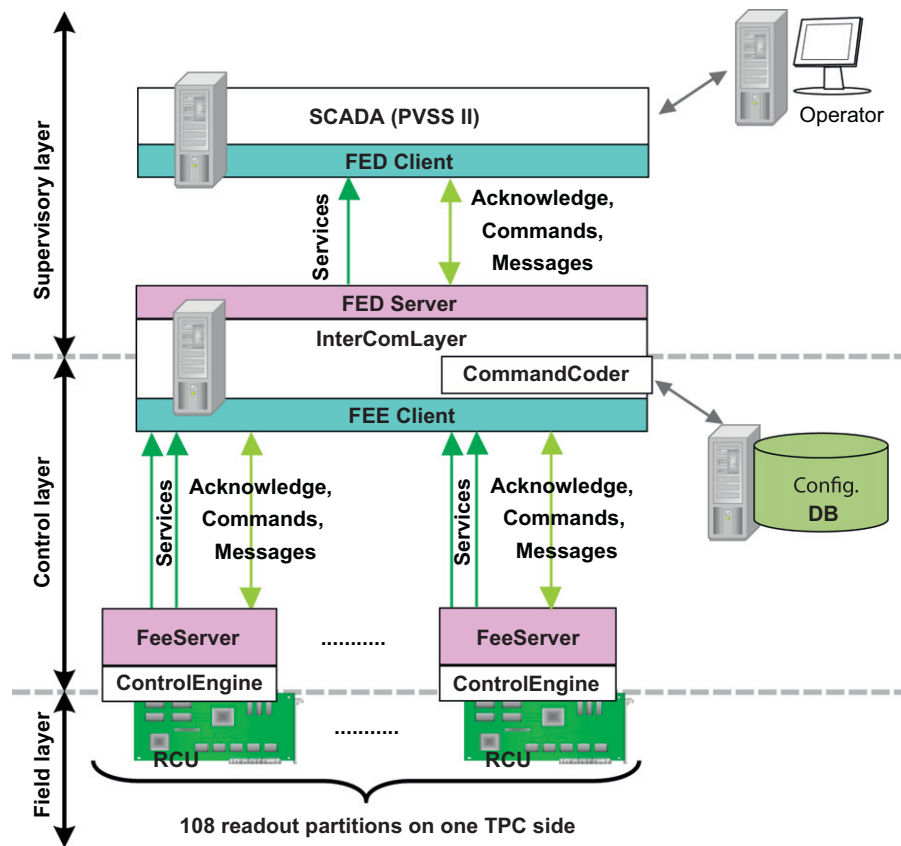 Supervisory layer
SCADA (PVSS II)
FED Client
Operator
Services
Acknowledge,
Commands,
Messages
FED Server
InterComLayer
CommandCoder
FEE Client
Control layer
Services
Acknowledge,
Commands,
Messages
Services
Acknowledge,
Commands,
Messages
Config.
DB
FeeServer
...........
FeeServer
ControlEngine
ControlEngine
Field layer
RCU
...........
RCU
108 readout partitions on one TPC side